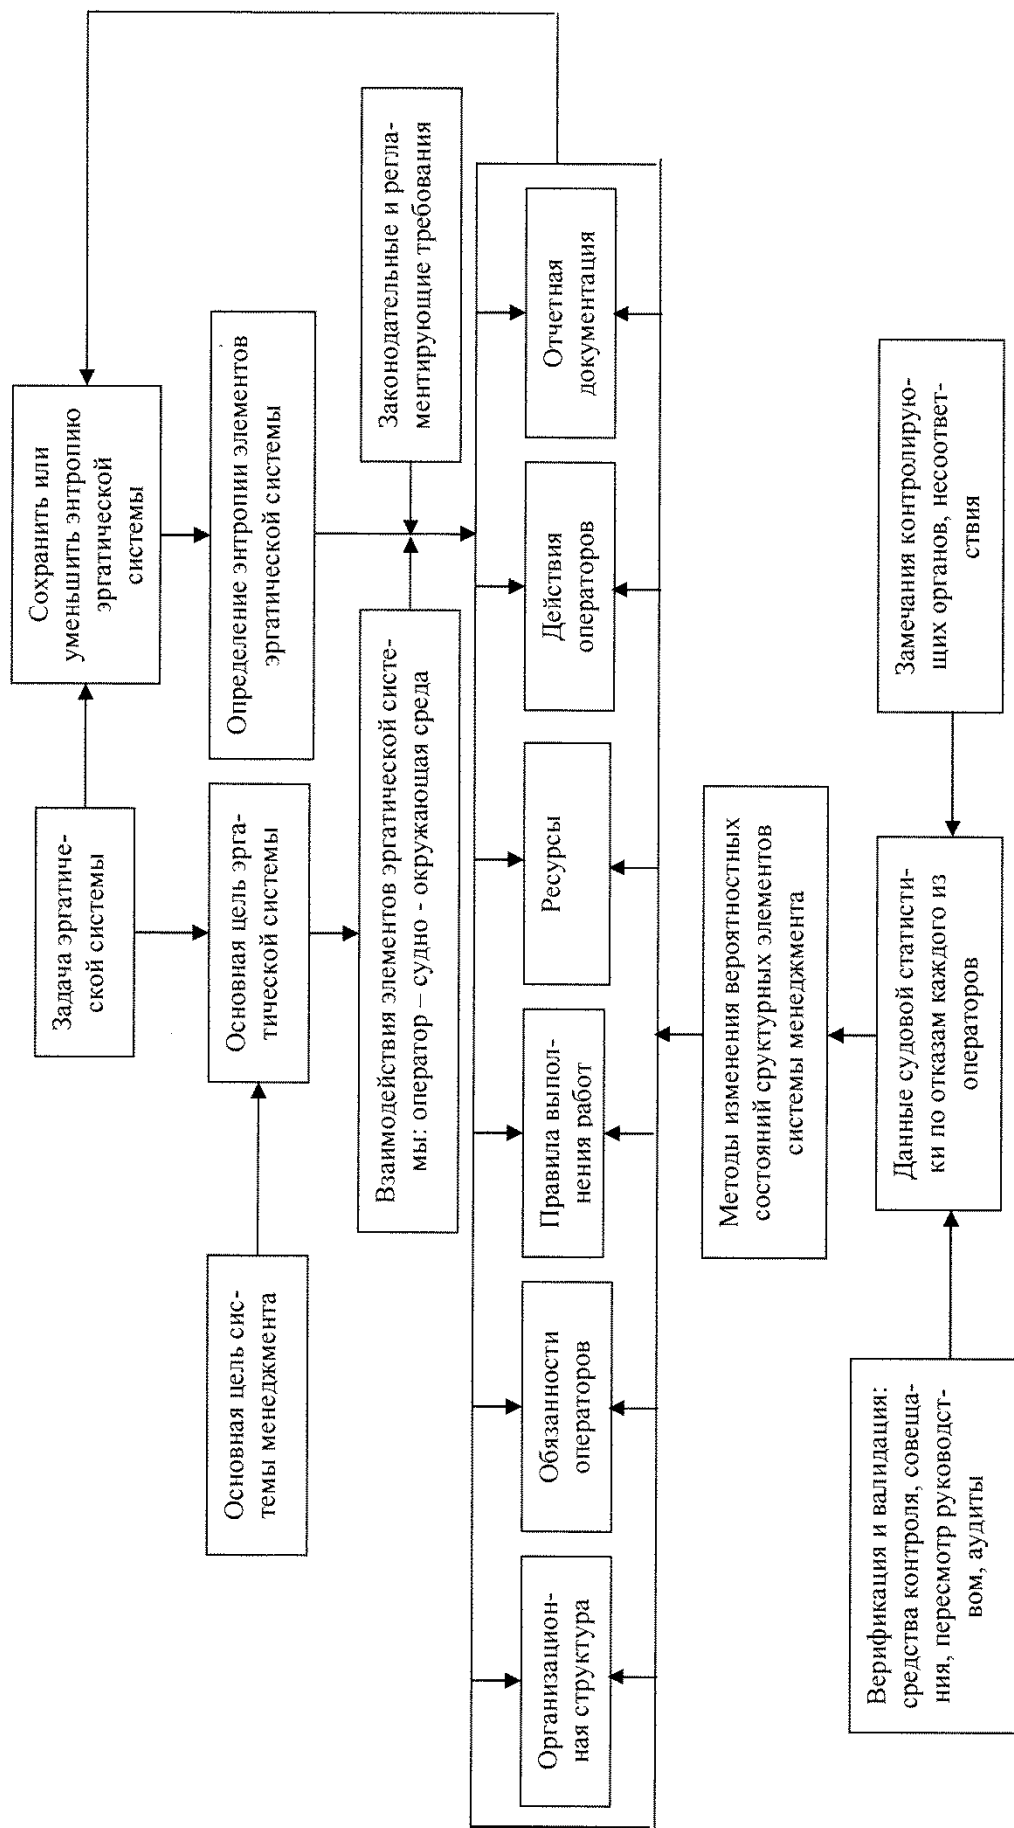 Задача эргатиче-
ской системы
Сохранить или
уменьшить энтропию
эргатической
системы
Основная цель сис-
темы менеджмента
Основная цель эрга-
тической системы
Определение энтропии элементов
эргатической системы
Взаимодействия элементов эргатической систе-
мы: оператор – судно - окружающая среда
Законодательные и регла-
ментирующие требования
Организацион-
ная структура
Обязанности
операторов
Правила выпол-
нения работ
Ресурсы
Действия
операторов
Отчетная
документация
Методы изменения вероятностных
состояний сруктурных элементов
системы менеджмента
Верификация и валидация:
средства контроля, совеща-
ния, пересмотр руководст-
вом, аудиты
Данные судовой статисти-
ки по отказам каждого из
операторов
Замечания контролирую-
щих органов, несоответ-
ствия